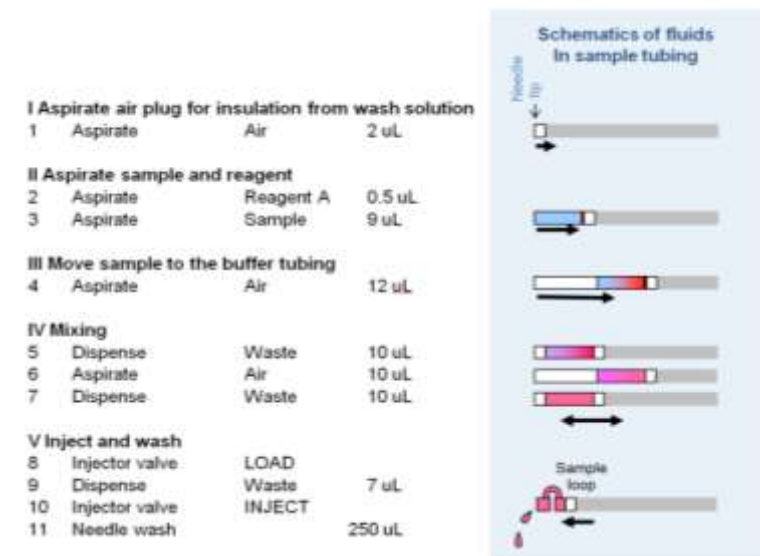 Schematics of fluids
In sample tubing
Needle
tip
I Aspirate air plug for insulation from wash solution
1 Aspirate Air 2 uL
II Aspirate sample and reagent
2 Aspirate Reagent A 0.5 uL
3 Aspirate Sample 9 uL
III Move sample to the buffer tubing
4 Aspirate Air 12 uL
IV Mixing
5 Dispense Waste 10 uL
6 Aspirate Air 10 uL
7 Dispense Waste 10 uL
V Inject and wash
8 Injector valve LOAD
9 Dispense Waste 7 uL
10 Injector valve INJECT
11 Needle wash 250 uL
Sample
loop